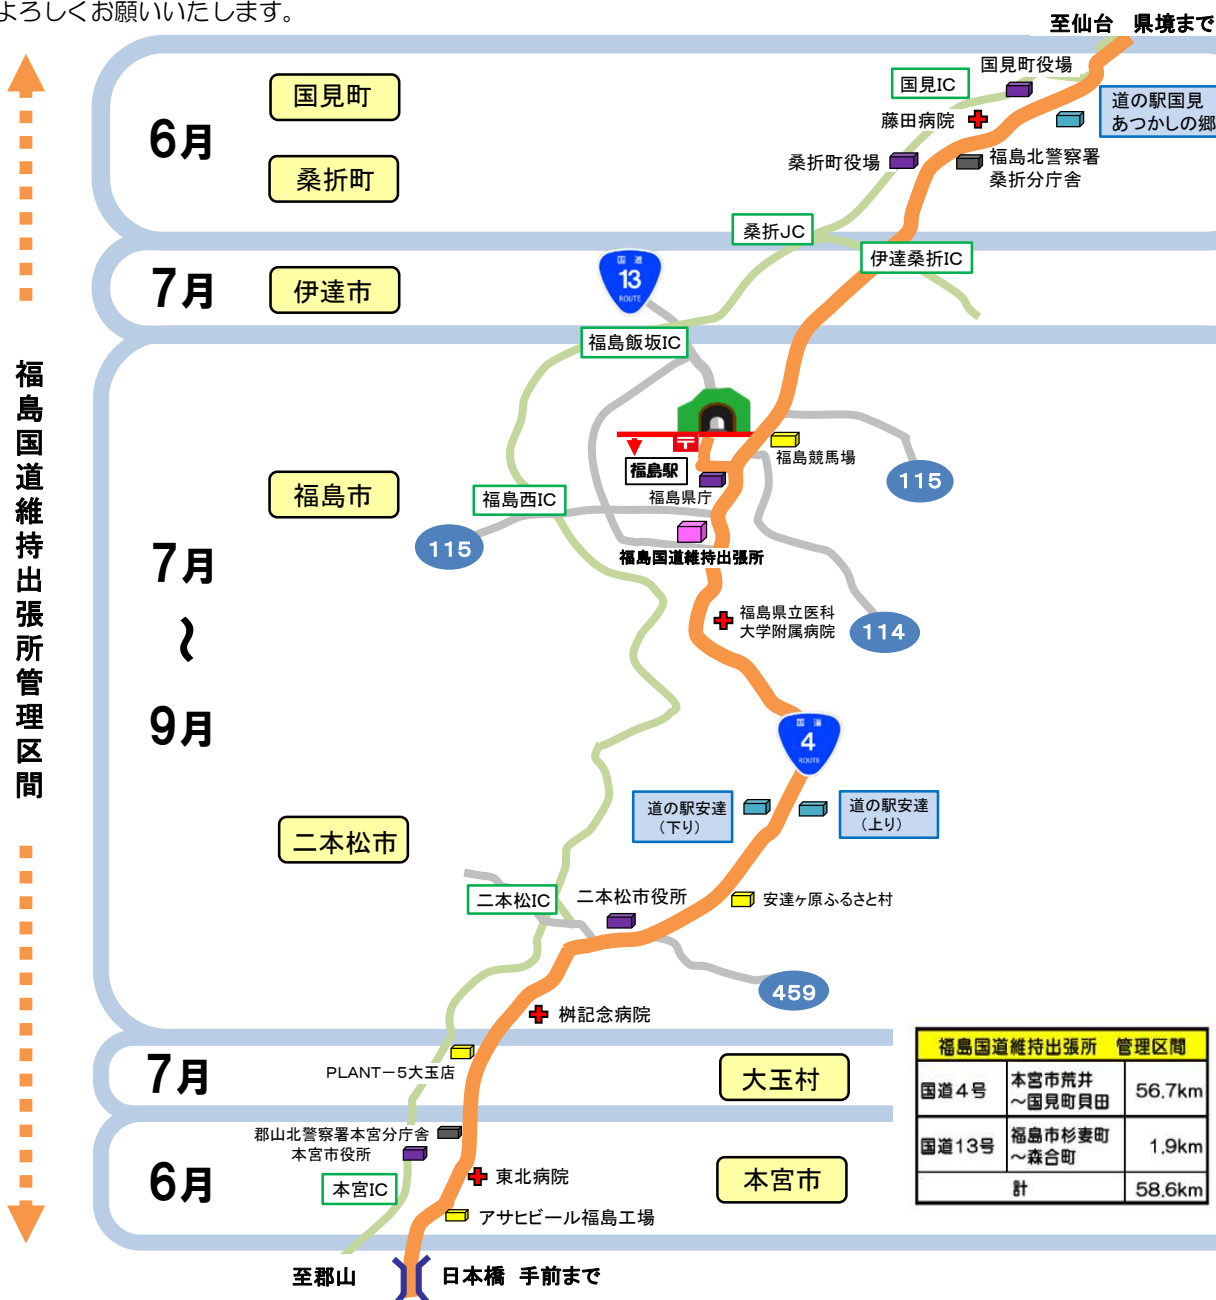 よろしくお願いいたします。
至仙台　県境まで
6月
国見町
桑折町
国見IC
国見町役場
藤田病院
道の駅国見
あつかしの郷
桑折町役場
福島北警察署
桑折分庁舎
桑折JC
伊達桑折IC
7月
伊達市
国道
13
ROUTE
福島飯坂IC
福島国道維持出張所管理区間
7月
～
9月
福島市
福島駅
福島県庁
福島競馬場
115
福島西IC
115
福島国道維持出張所
福島県立医科
大学附属病院
114
国道
4
ROUTE
道の駅安達
（下り）
道の駅安達
（上り）
二本松市
二本松IC
二本松市役所
安達ヶ原ふるさと村
459
桝記念病院
7月
PLANT－5大玉店
大玉村
6月
郡山北警察署本宮分庁舎
本宮市役所
本宮IC
東北病院
アサヒビール福島工場
本宮市
至郡山
日本橋　手前まで
福島国道維持出張所　管理区間
国道4号　本宮市荒井　56.7km
～国見町貝田
国道13号　福島市杉妻町　1.9km
～森合町
計　58.6km